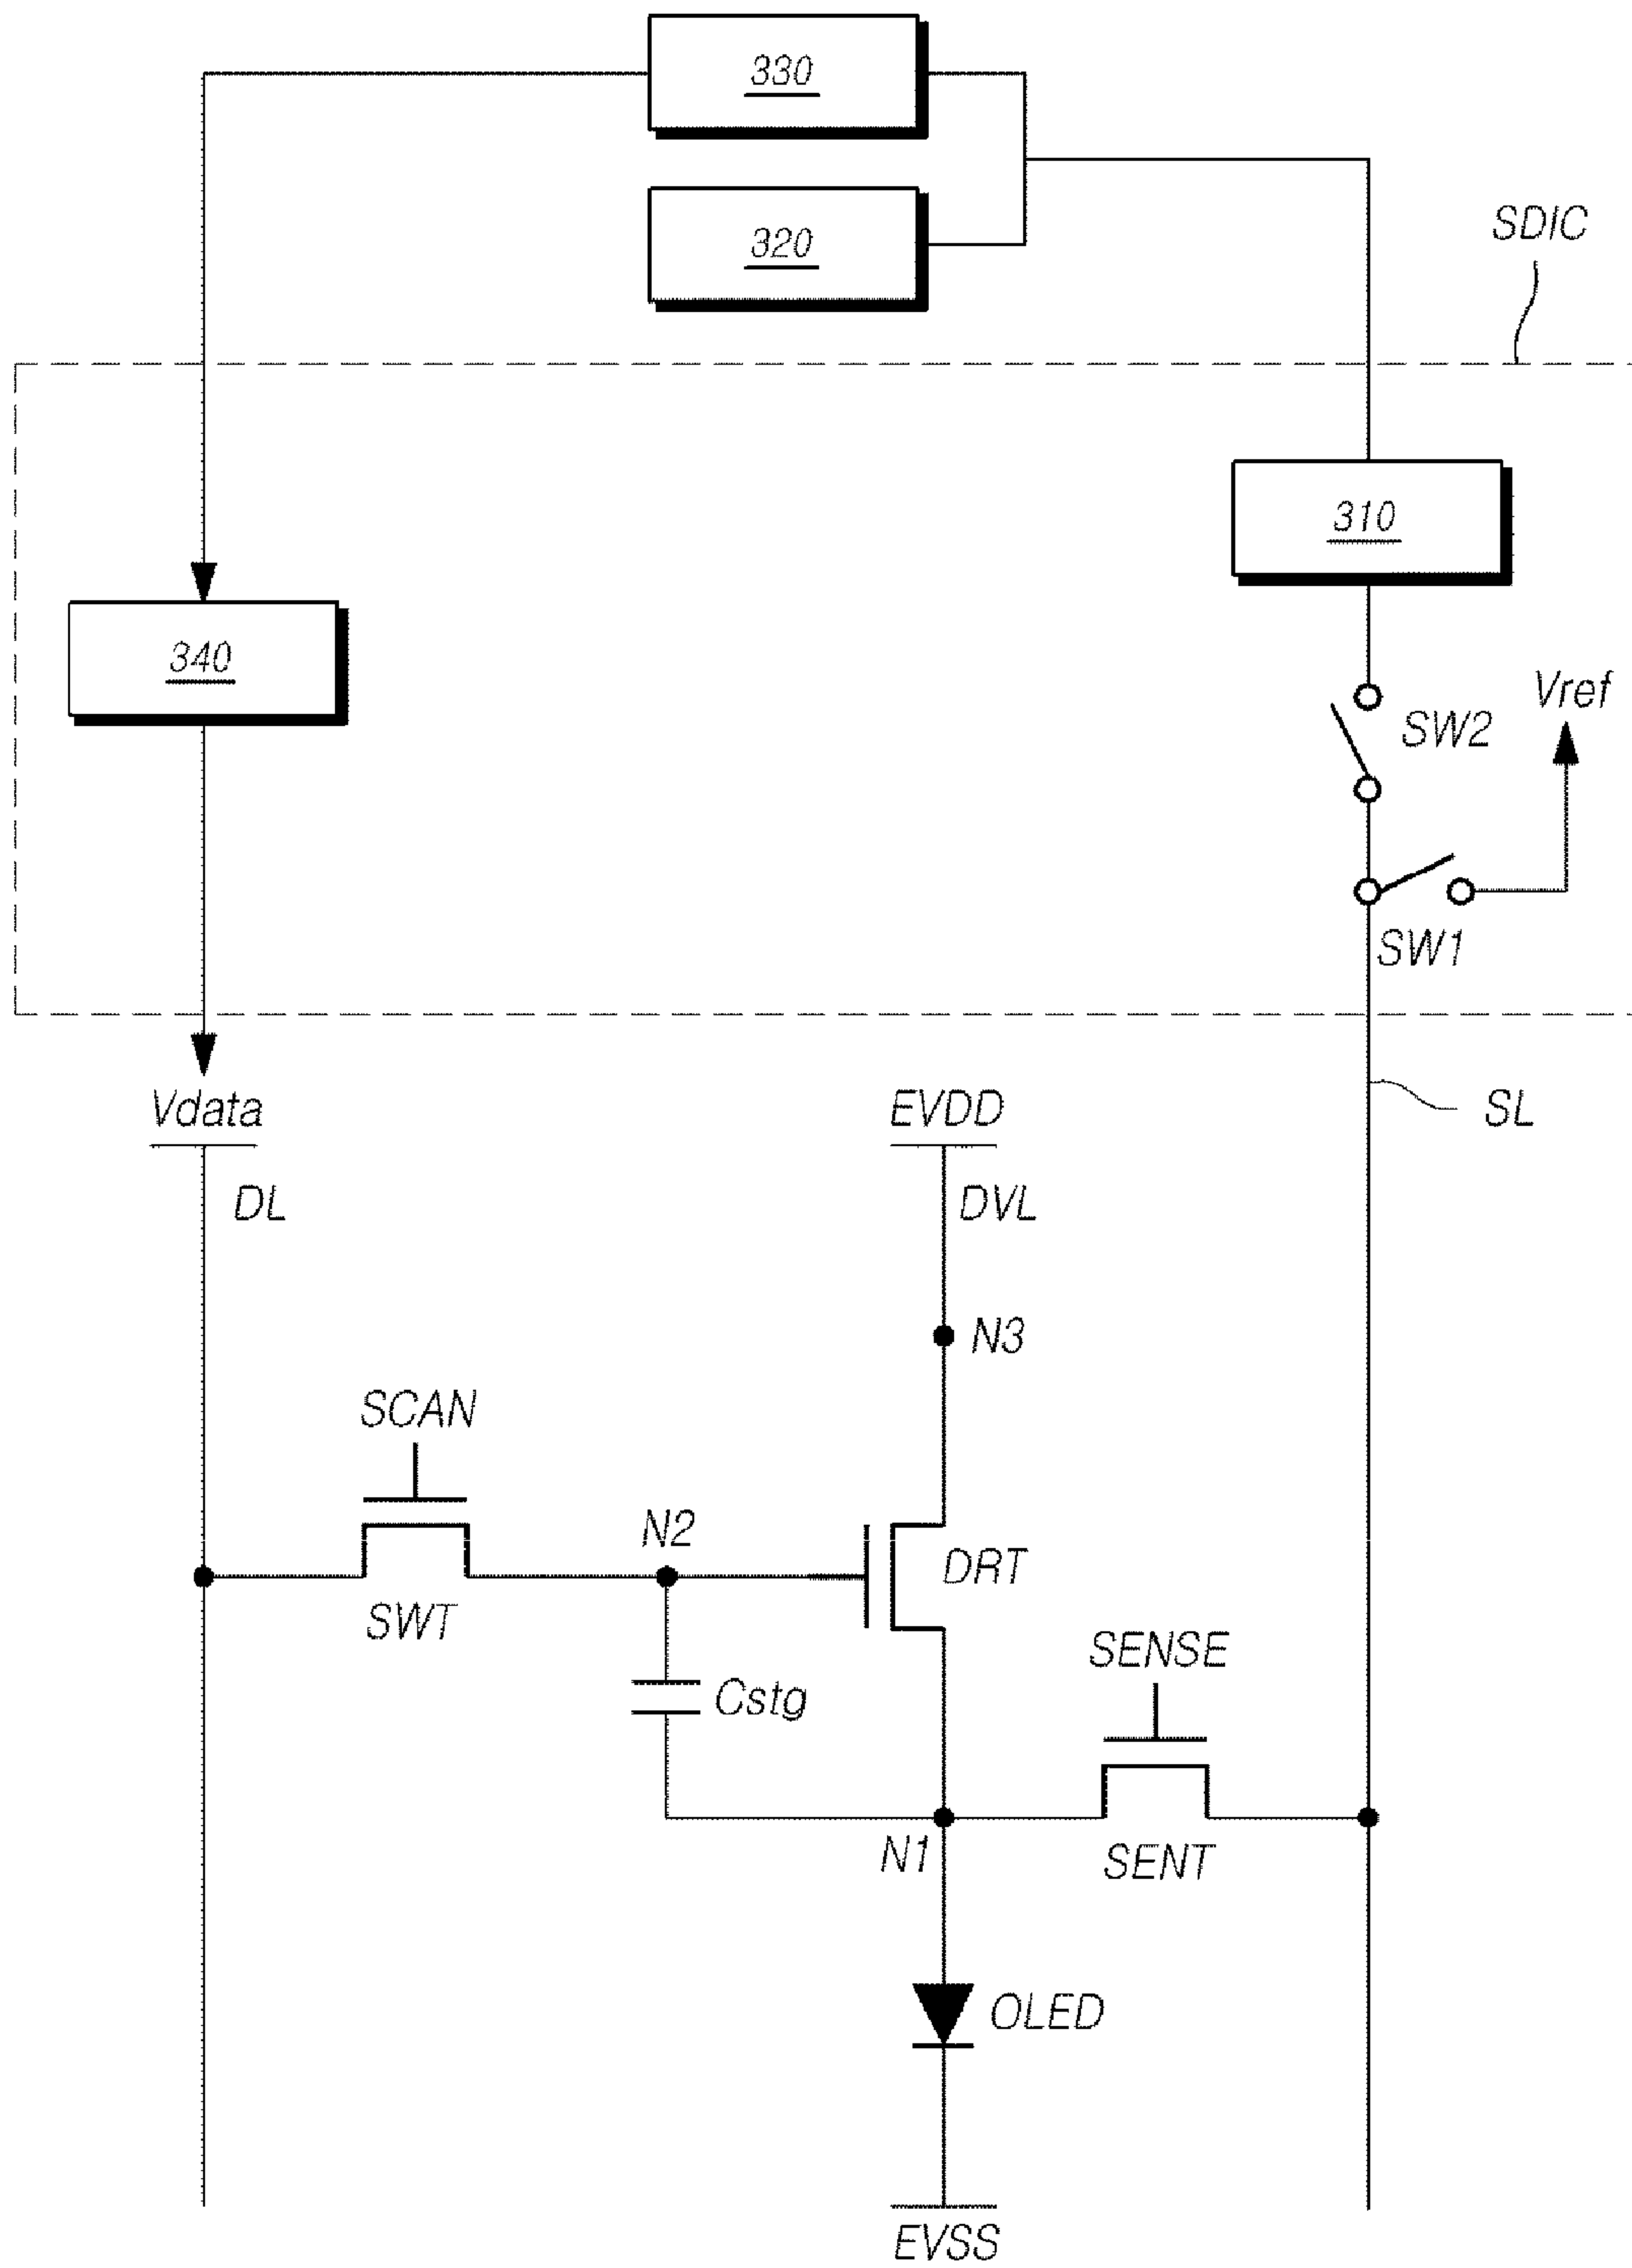 330
320
SDIC
310
340
Vref
SW2
SW1
Vdata
EVDD
SL
DL
DVL
N3
SCAN
N2
DRT
SWT
SENSE
Cstg
N1
SENT
OLED
EVSS